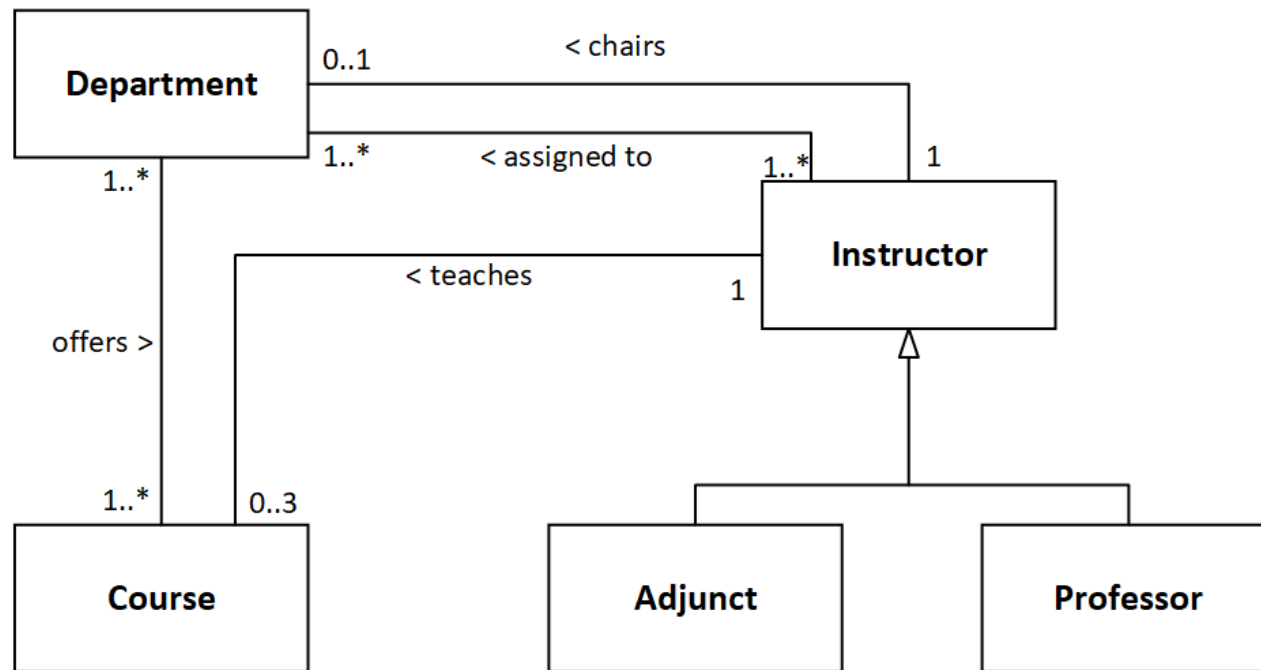 < chairs
0..1
Department
1..*
< assigned to
1..*
1
1..*
Instructor
< teaches
1
offers >
1..*
0..3
Course
Adjunct
Professor